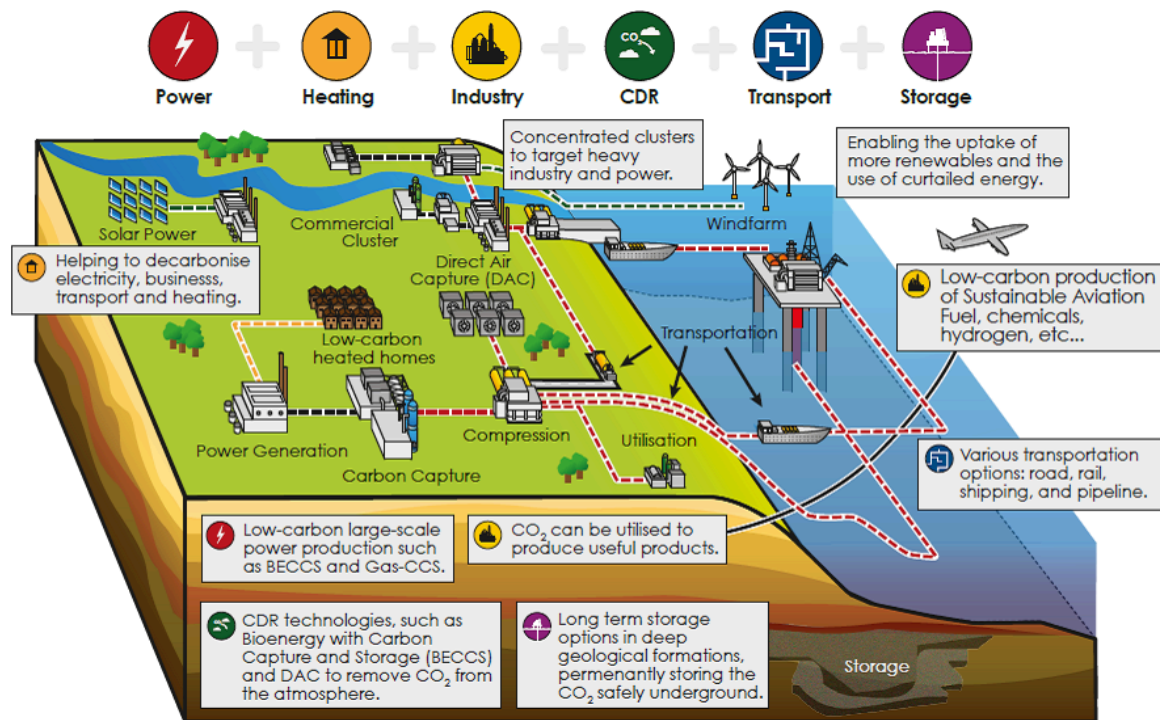 CO₂
Power
Heating
Industry
CDR
Transport
Storage
Concentrated clusters
to target heavy
industry and power.
Enabling the uptake of
more renewables and the
use of curtailed energy.
Solar Power
Commercial
Cluster
Windfarm
Helping to decarbonise
electricity, businesss,
transport and heating.
Direct Air
Capture (DAC)
Low-carbon production
of Sustainable Aviation
Fuel, chemicals,
hydrogen, etc...
Low-carbon
heated homes
Transportation
Power Generation
Carbon Capture
Compression
Utilisation
Various transportation
options: road, rail,
shipping, and pipeline.
Low-carbon large-scale
power production such
as BECCS and Gas-CCS.
CO₂ can be utilised to
produce useful products.
CDR technologies, such as
Bioenergy with Carbon
Capture and Storage (BECCS)
and DAC to remove CO₂ from
the atmosphere.
Long term storage
options in deep
geological formations,
permenantly storing the
CO₂ safely underground.
Storage